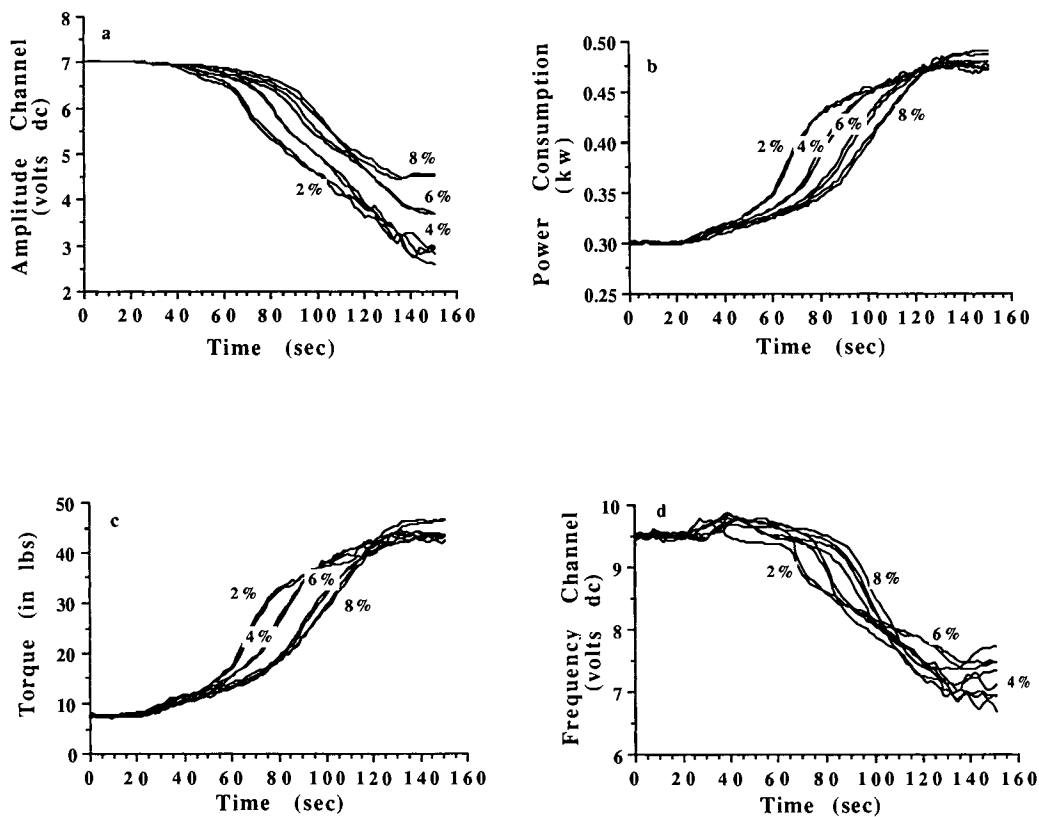 a
Amplitude Channel
(volts dc)
8
7
6
5
4
3
2
8%
6%
4%
2%
0 20 40 60 80 100 120 140 160
Time (sec)
b
Power Consumption
(kw)
0.50
0.45
0.40
0.35
0.30
0.25
2% 4% 6% 8%
0 20 40 60 80 100 120 140 160
Time (sec)
c
Torque (in lbs)
50
40
30
20
10
0
2% 6%
4% 8%
0 20 40 60 80 100 120 140 160
Time (sec)
d
Frequency Channel
(volts dc)
10
9
8
7
6
2% 8%
6%
4%
0 20 40 60 80 100 120 140 160
Time (sec)